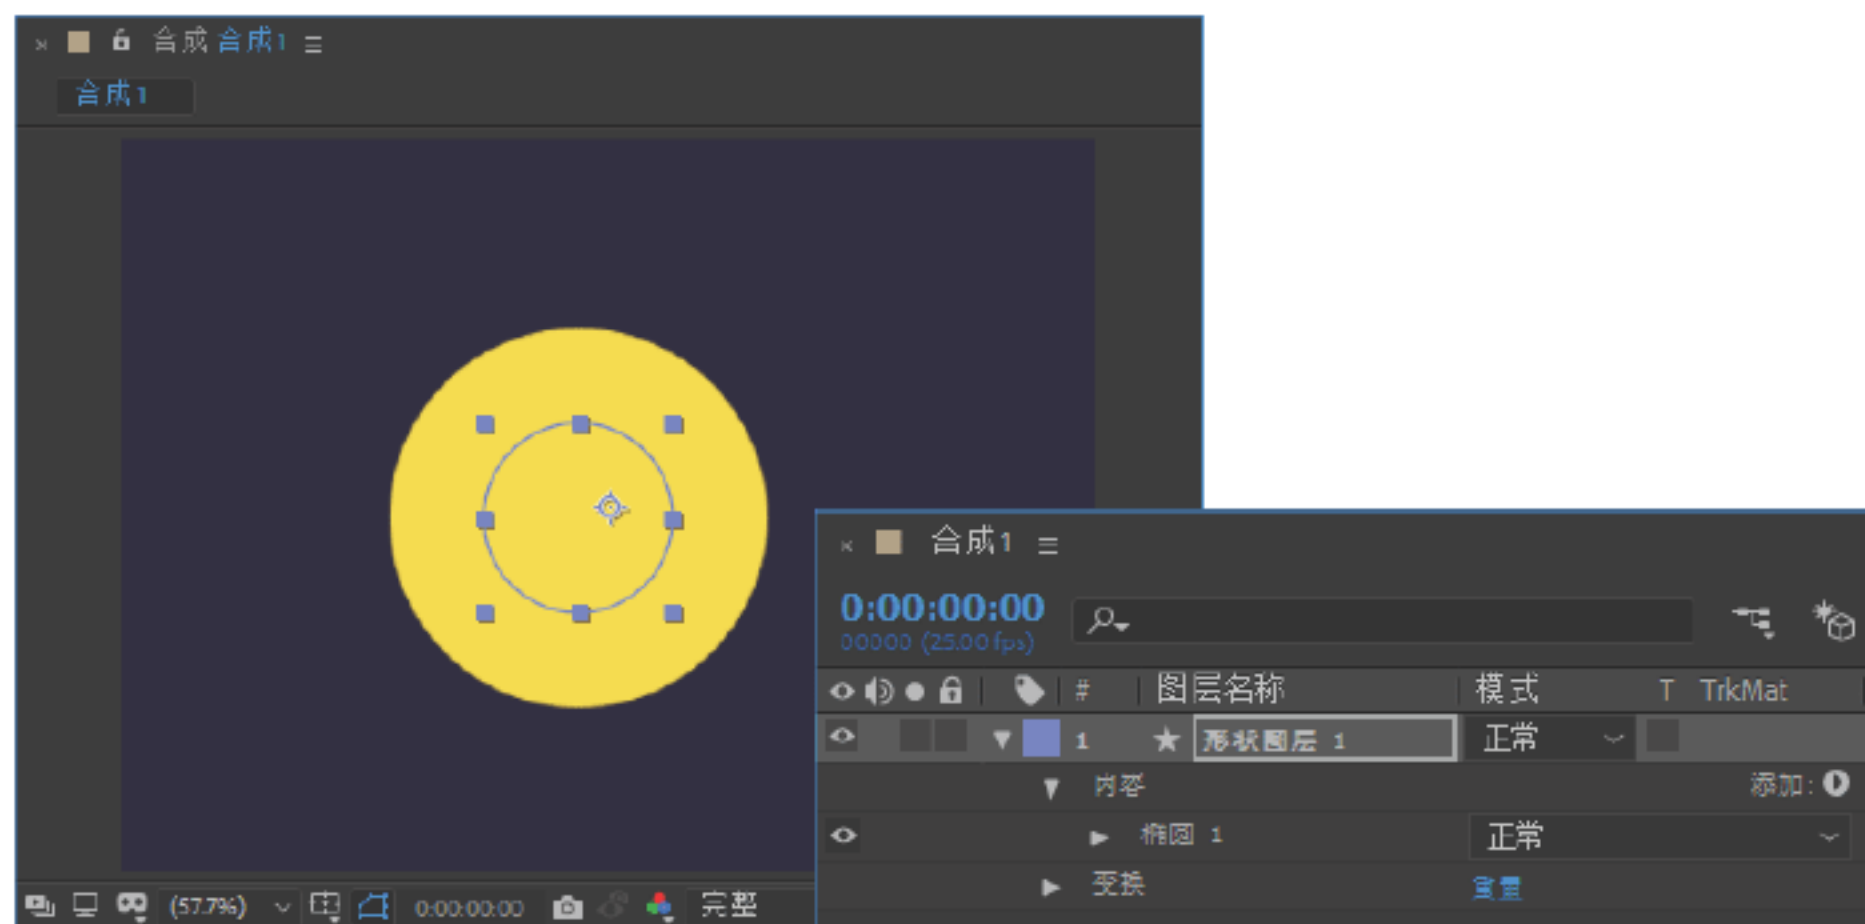 合成 合成1
合成1
(57.7%) 0:00:00:00 完整
合成1
0:00:00:00
00000 (25.00 fps)
# 图层名称 模式 T TrkMat
1 形状图层 1 正常
内容 添加:
椭圆 1 正常
变换 重置